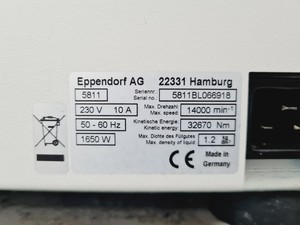 Eppendorf AG 22331 Hamburg
5811 Seriennr. Serial no.: 5811BL066918
230 V 10 A Max. Drehzahl Max. speed: 14000 min⁻¹
50 - 60 Hz Kinetische Energie: Kinetic energy: 32670 Nm
1650 W Max. Dichte des Füllgutes Max. density of liquid 1.2 kg
CE Made in
Germany